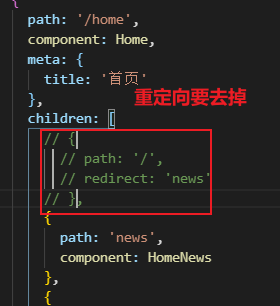 {
path: '/home',
component: Home,
meta: {
title: '首页'
},
重定向要去掉
children: [
// {
// path: '/',
// redirect: 'news'
// },
{
path: 'news',
component: HomeNews
},
{